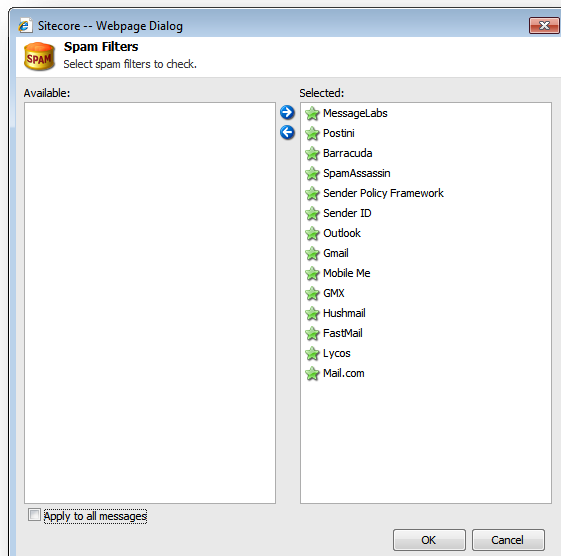 Sitecore -- Webpage Dialog
SPAM
Spam Filters
Select spam filters to check.
Available:
Selected:
MessageLabs
Postini
Barracuda
SpamAssassin
Sender Policy Framework
Sender ID
Outlook
Gmail
Mobile Me
GMX
Hushmail
FastMail
Lycos
Mail.com
Apply to all messages
OK
Cancel